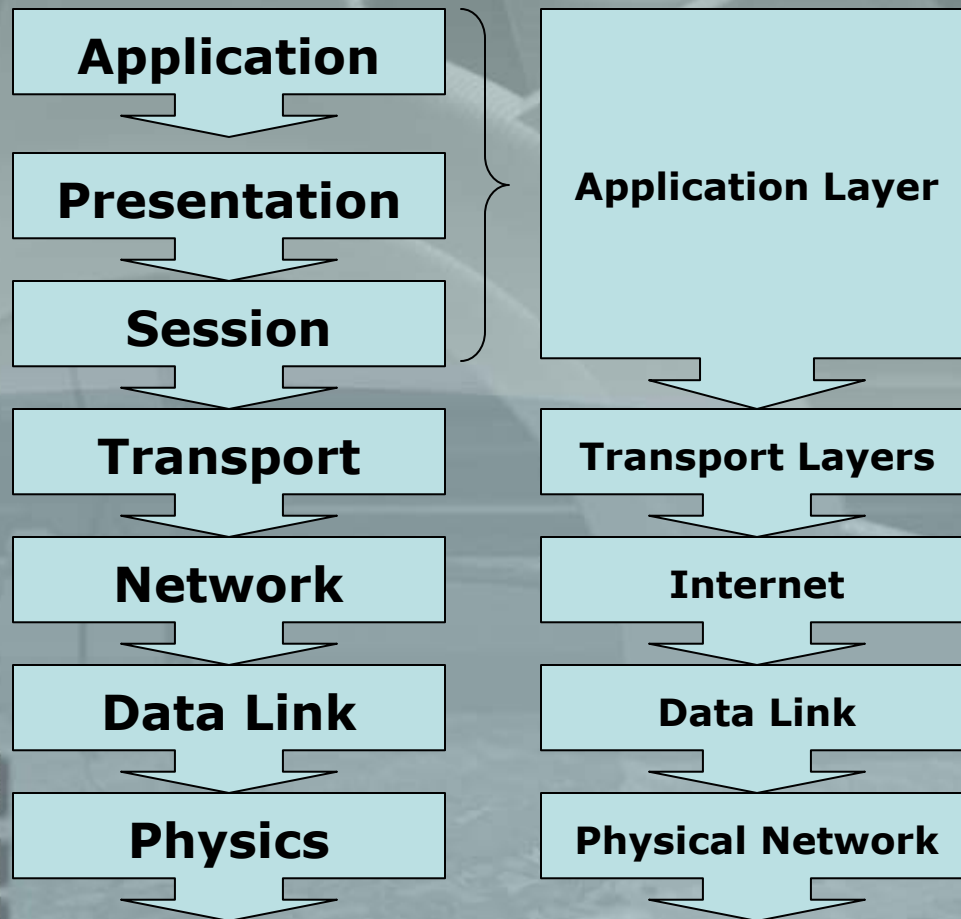 Application
Presentation
Session
Transport
Network
Data Link
Physics
Application Layer
Transport Layers
Internet
Data Link
Physical Network